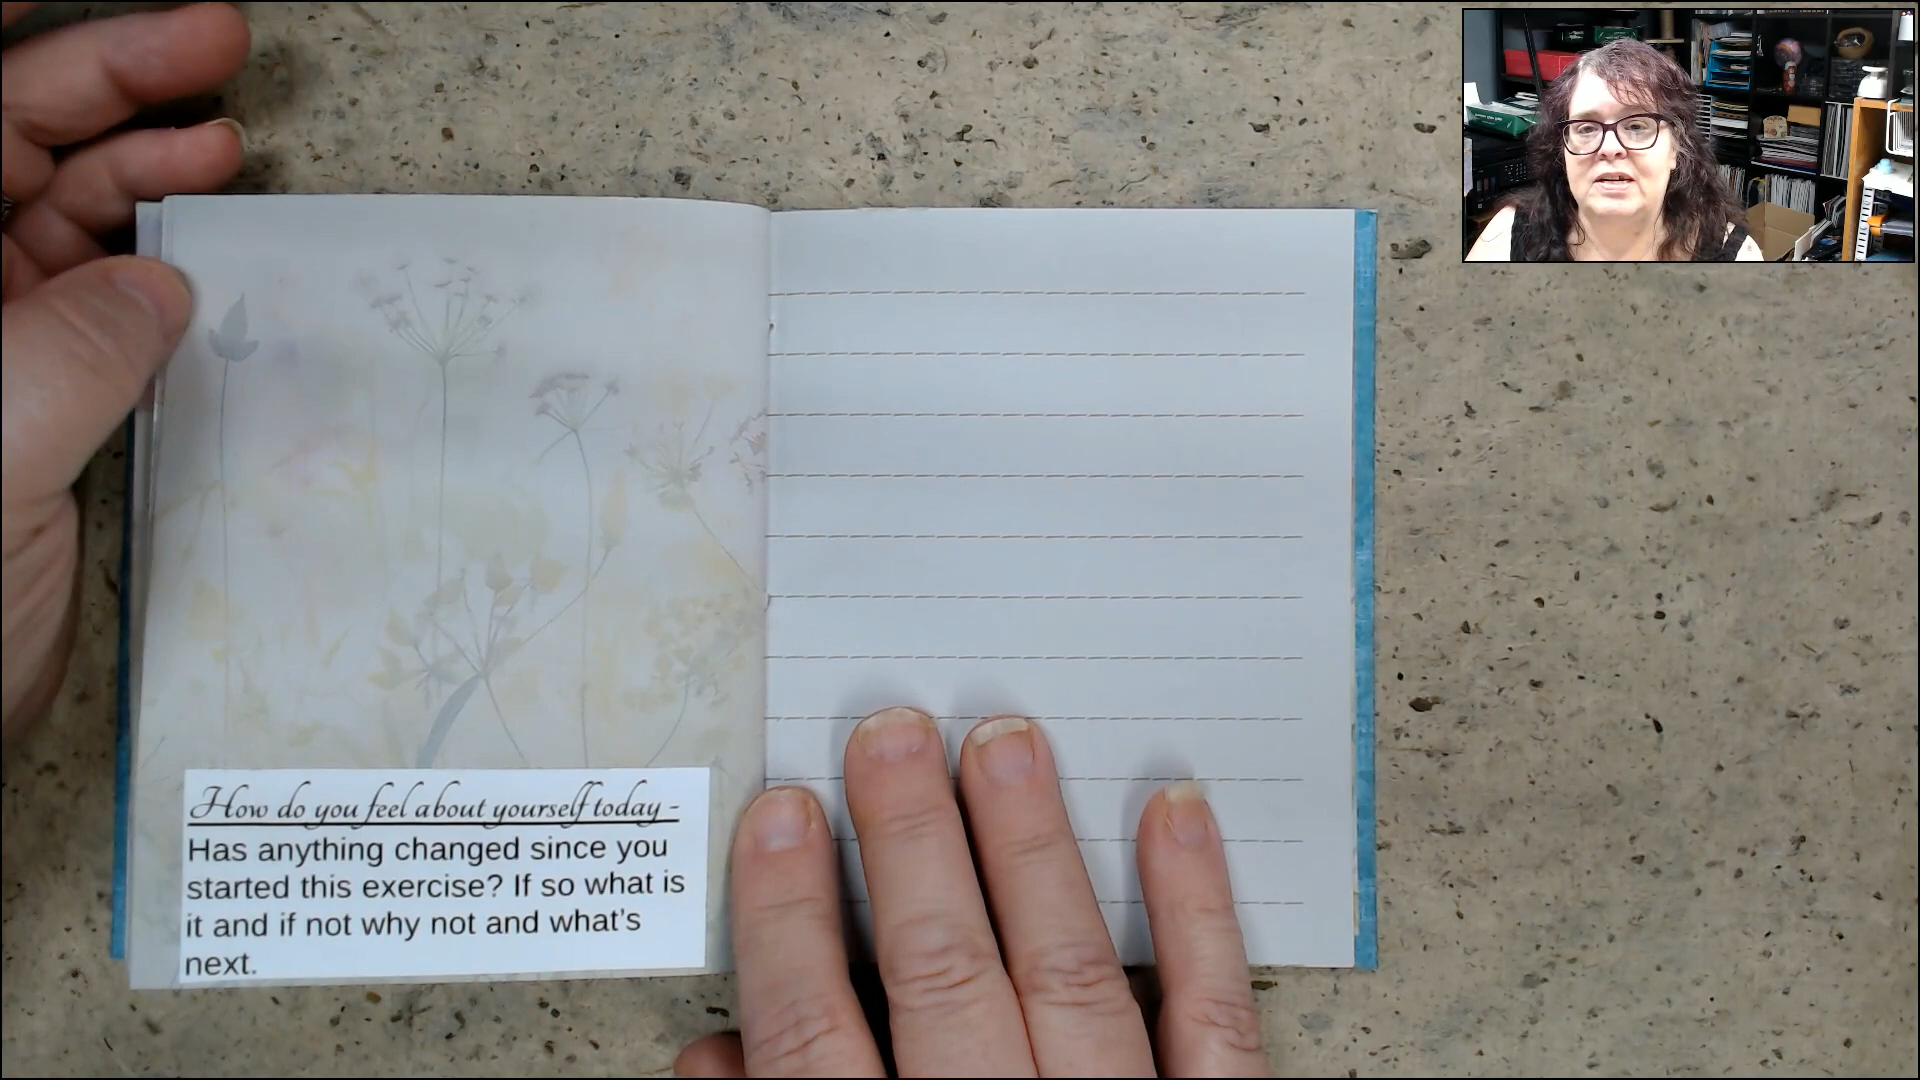 How do you feel about yourself today -
Has anything changed since you
started this exercise? If so what is
it and if not why not and what's
next.